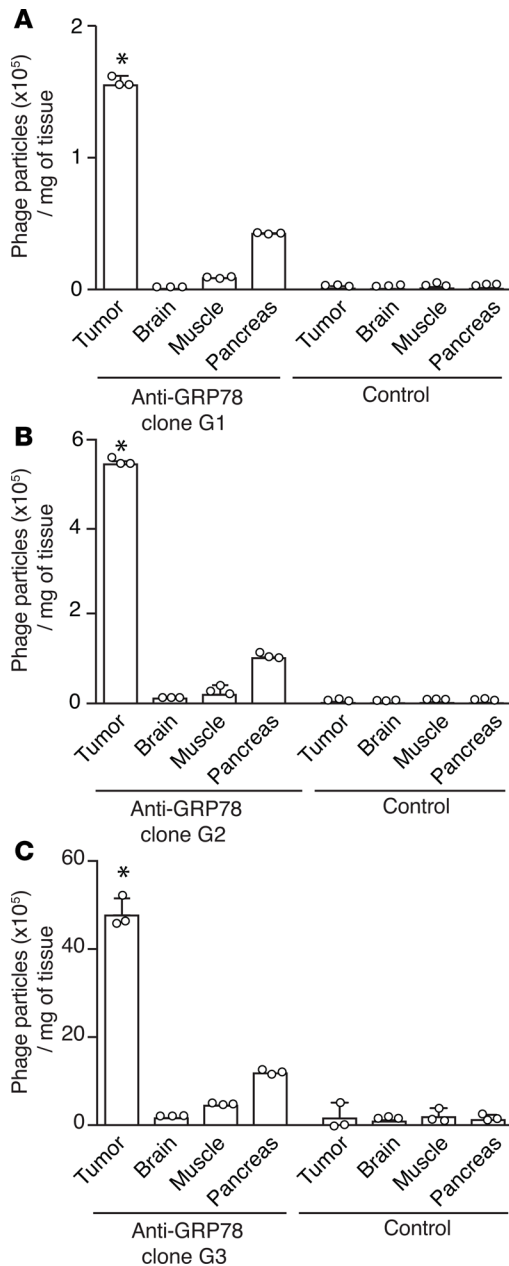 A
Phage particles (x10⁵)
/ mg of tissue
2
1
0
*
Tumor
Brain
Muscle
Pancreas
Tumor
Brain
Muscle
Pancreas
Anti-GRP78
clone G1
Control
B
Phage particles (x10⁵)
/ mg of tissue
6
4
2
0
*
Tumor
Brain
Muscle
Pancreas
Tumor
Brain
Muscle
Pancreas
Anti-GRP78
clone G2
Control
C
Phage particles (x10⁵)
/ mg of tissue
60
40
20
0
*
Tumor
Brain
Muscle
Pancreas
Tumor
Brain
Muscle
Pancreas
Anti-GRP78
clone G3
Control